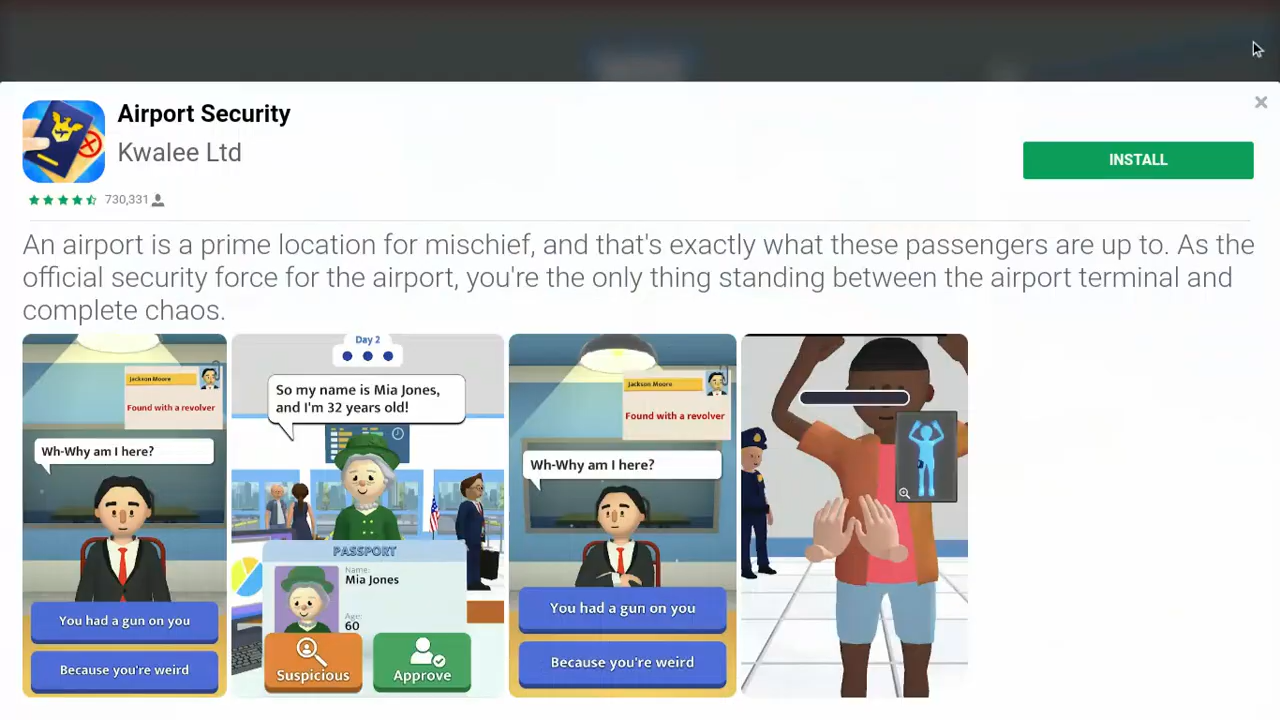 Airport Security
Kwalee Ltd
INSTALL
730,331
An airport is a prime location for mischief, and that's exactly what these passengers are up to. As the
official security force for the airport, you're the only thing standing between the airport terminal and
complete chaos.
Jackson Moore
Found with a revolver
Wh-Why am I here?
You had a gun on you
Because you're weird
Day 2
So my name is Mia Jones,
and I'm 32 years old!
PASSPORT
Name:
Mia Jones
Age:
60
Suspicious
Approve
Jackson Moore
Found with a revolver
Wh-Why am I here?
You had a gun on you
Because you're weird